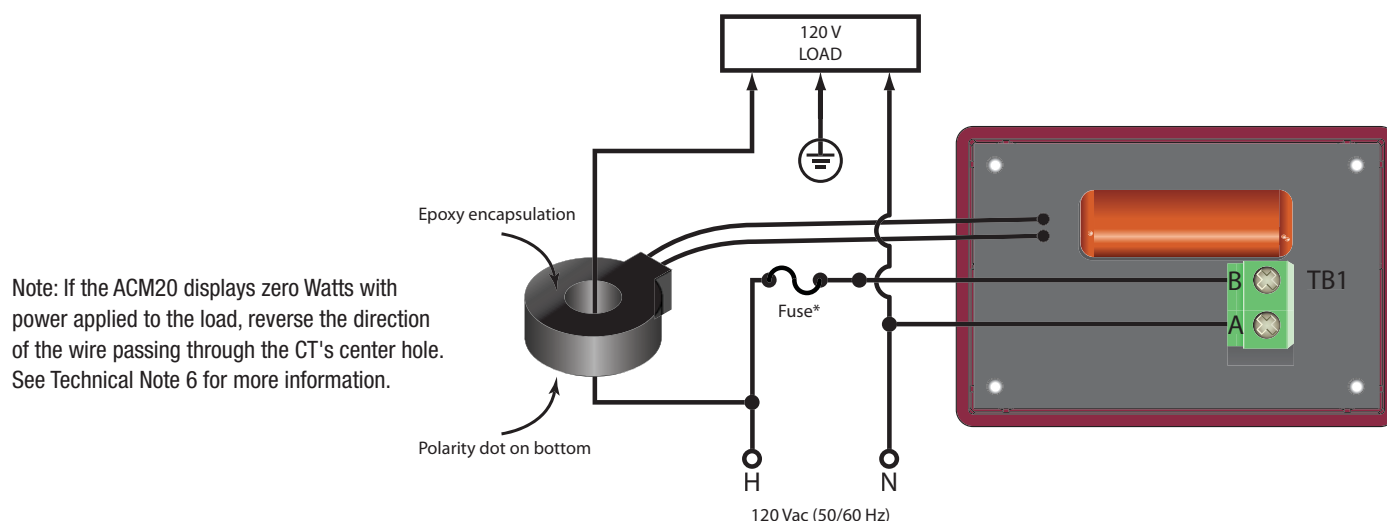 120 V
LOAD
Epoxy encapsulation
Note: If the ACM20 displays zero Watts with
power applied to the load, reverse the direction
of the wire passing through the CT's center hole.
See Technical Note 6 for more information.
Fuse*
B
TB1
A
Polarity dot on bottom
H
N
120 Vac (50/60 Hz)